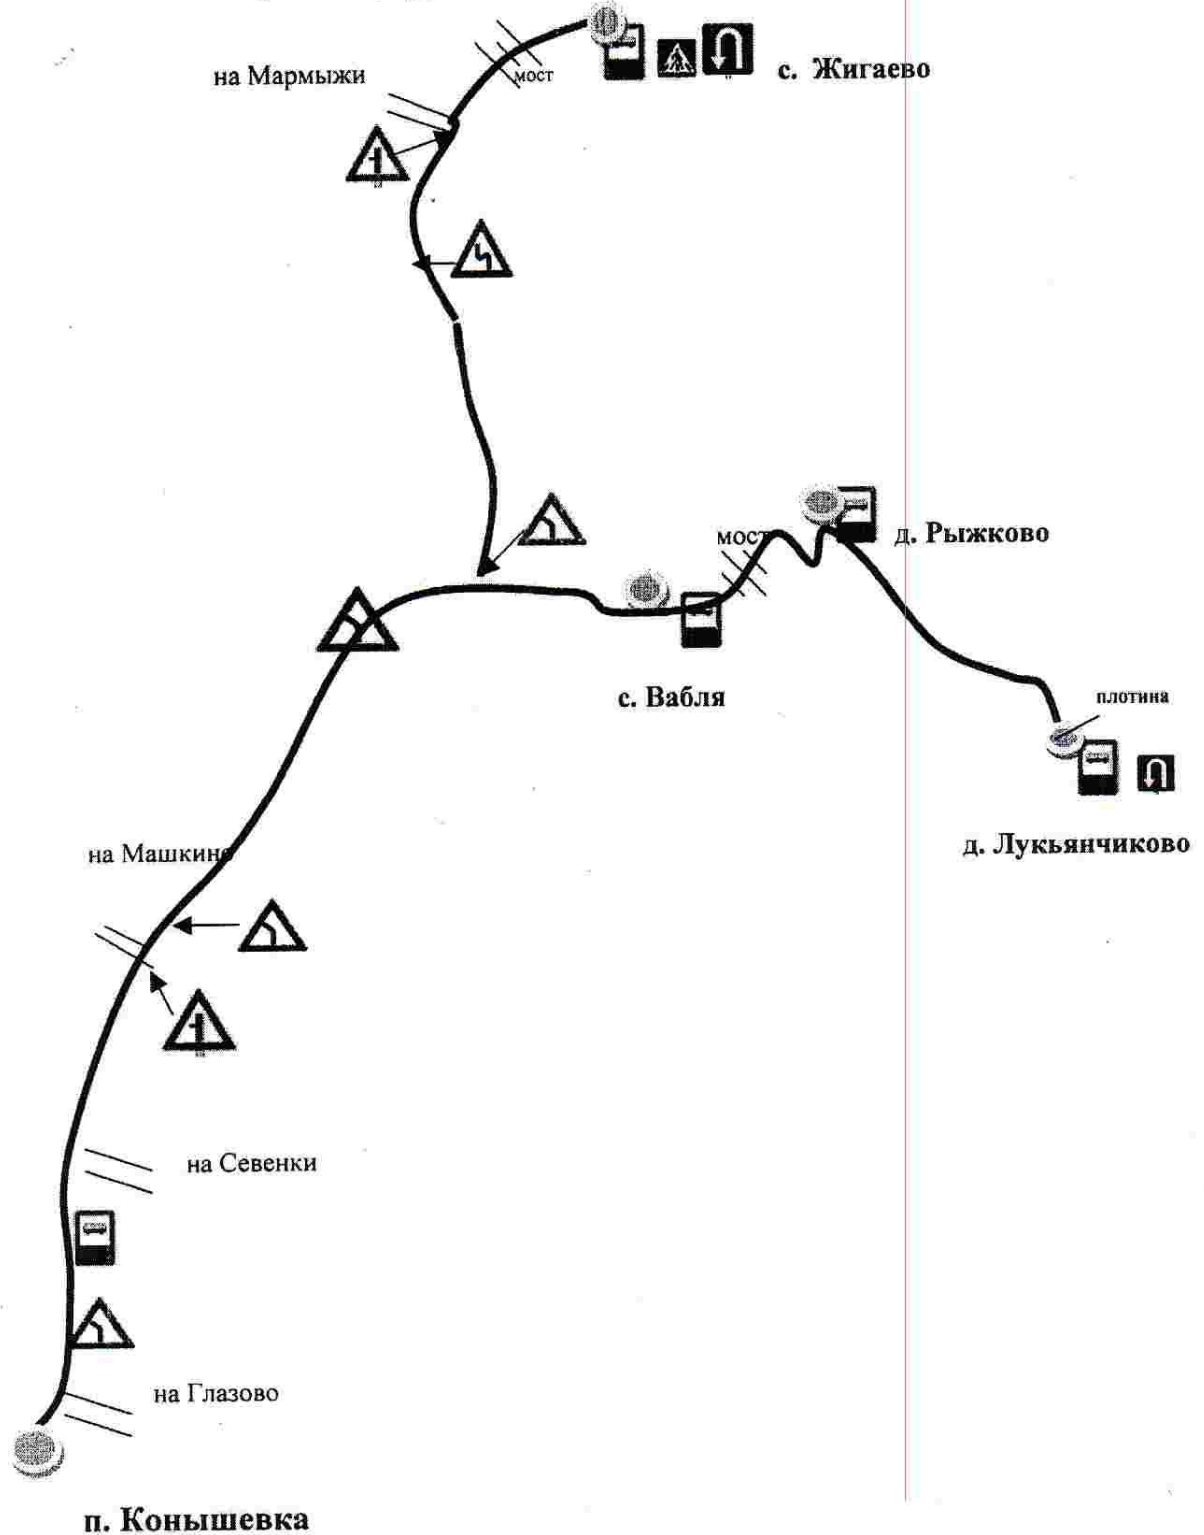 с. Жигаево
на Мармыжи
мост
мост
д. Рыжково
с. Вабля
плотина
д. Лукьянчиково
на Машкино
на Севенки
на Глазово
п. Конышевка